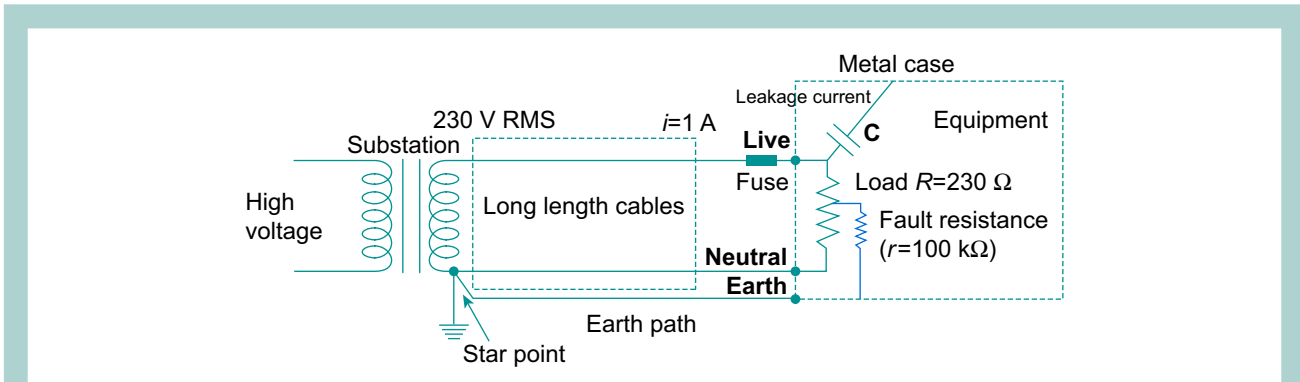 Metal case
Leakage current
230 V RMS
i=1 A
Live
C
Equipment
Substation
Fuse
Load R=230 Ω
High
voltage
Long length cables
Fault resistance
(r=100 kΩ)
Neutral
Earth
Earth path
Star point